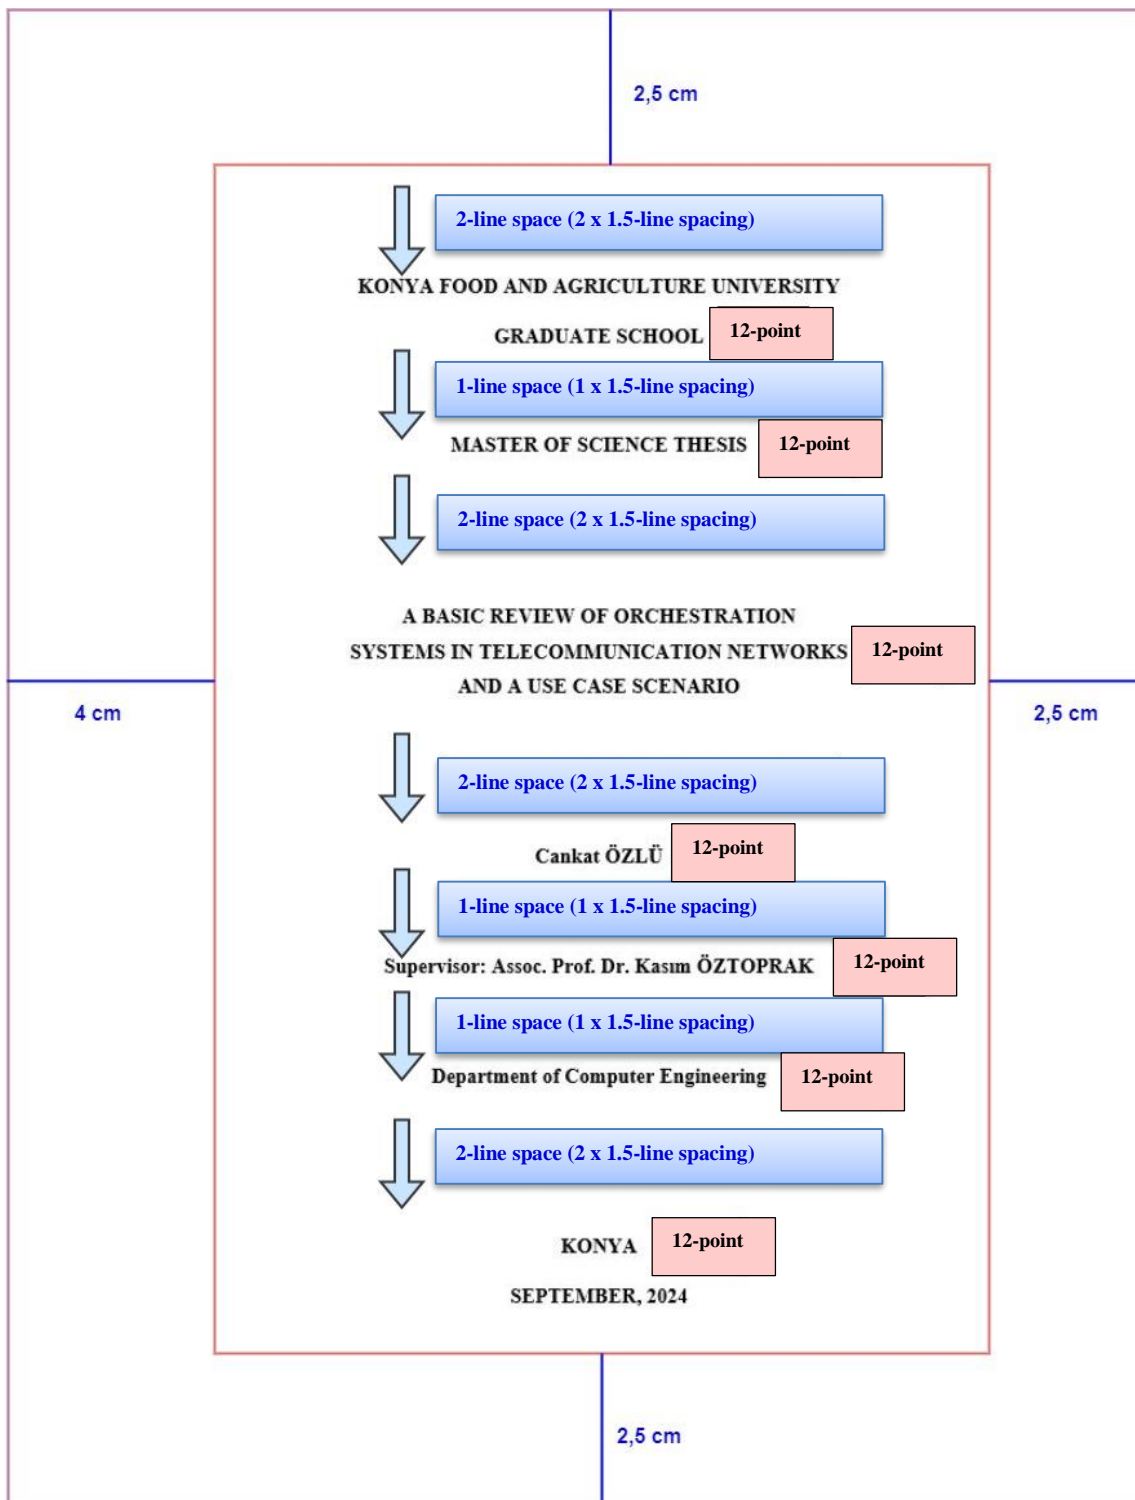 2,5 cm
2-line space (2 x 1.5-line spacing)
KONYA FOOD AND AGRICULTURE UNIVERSITY
GRADUATE SCHOOL 12-point
1-line space (1 x 1.5-line spacing)
MASTER OF SCIENCE THESIS 12-point
2-line space (2 x 1.5-line spacing)
A BASIC REVIEW OF ORCHESTRATION
SYSTEMS IN TELECOMMUNICATION NETWORKS 12-point
AND A USE CASE SCENARIO
4 cm
2,5 cm
2-line space (2 x 1.5-line spacing)
Cankat ÖZLÜ 12-point
1-line space (1 x 1.5-line spacing)
Supervisor: Assoc. Prof. Dr. Kasım ÖZTOPRAK 12-point
1-line space (1 x 1.5-line spacing)
Department of Computer Engineering 12-point
2-line space (2 x 1.5-line spacing)
KONYA 12-point
SEPTEMBER, 2024
2,5 cm